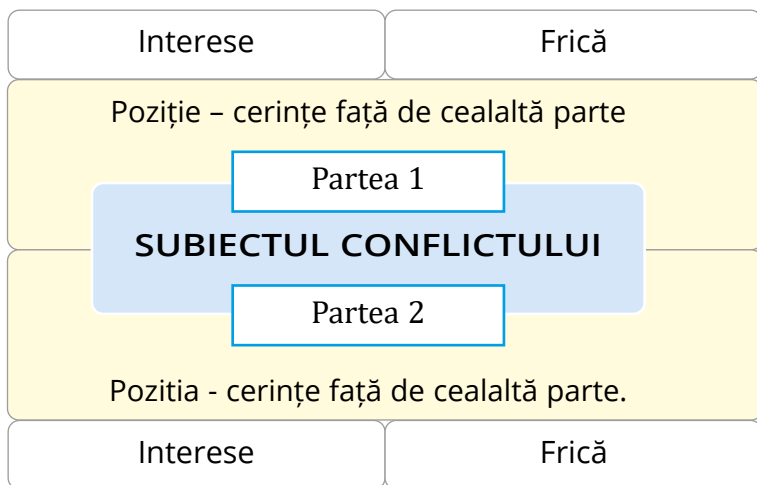 Interese
Frică
Poziție – cerințe față de cealaltă parte
Partea 1
SUBIECTUL CONFLICTULUI
Partea 2
Pozitia - cerințe față de cealaltă parte.
Interese
Frică